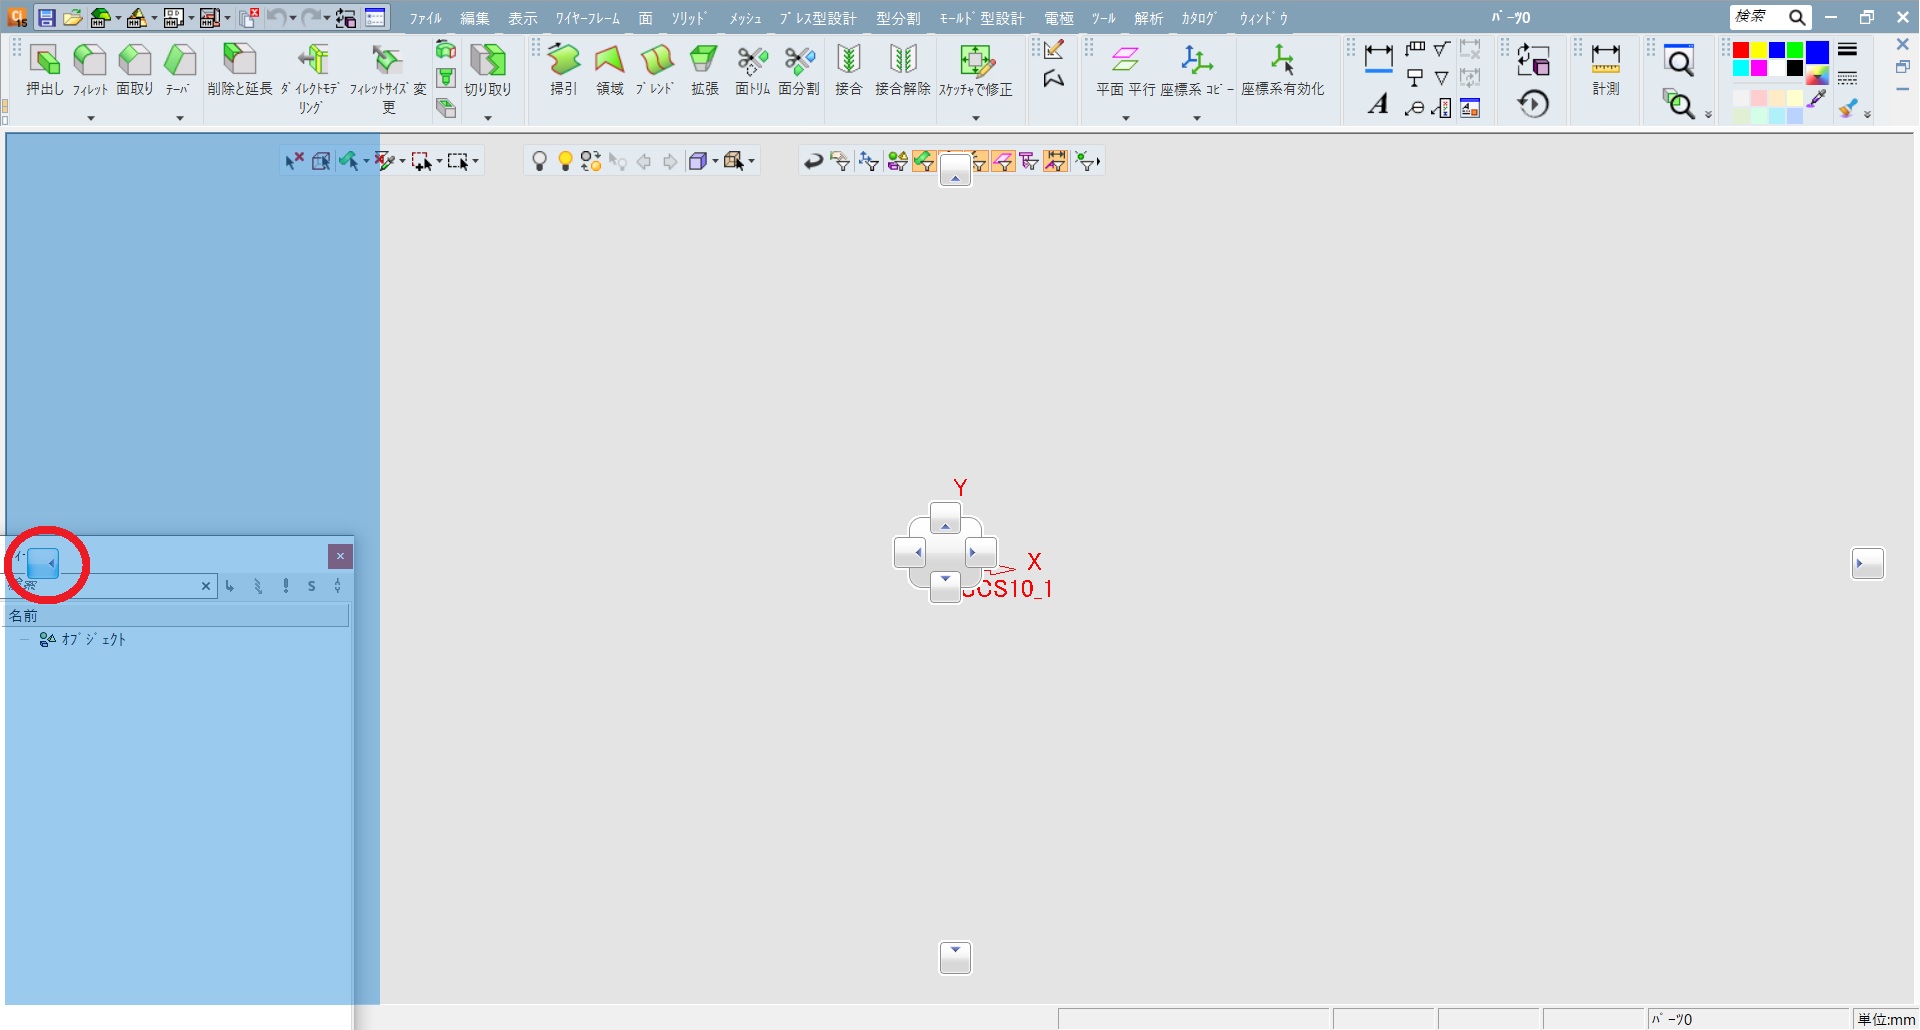 15
ﾌｧｲﾙ 編集 表示 ﾜｲﾔｰﾌﾚｰﾑ 面 ｿﾘｯﾄﾞ ﾒｯｼｭ ﾌﾟﾚｽ型設計 型分割 ﾓｰﾙﾄﾞ型設計 電極 ﾂｰﾙ 解析 ｶﾀﾛｸﾞ ｳｨﾝﾄﾞｳ ﾊﾟｰﾂ0 検索
押出し ﾌｨﾚｯﾄ 面取り ﾃｰﾊﾟ 削除と延長 ﾀﾞｲﾚｸﾄﾓﾃﾞ ﾌｨﾚｯﾄｻｲｽﾞ変 切り取り 掃引 領域 ﾌﾞﾚﾝﾄﾞ 拡張 面ﾄﾘﾑ 面分割 接合 接合解除 ｽｹｯﾁｬで修正 平面 平行 座標系 ｺﾋﾟｰ 座標系有効化 計測
ﾘﾝｸﾞ 更
A
名前
ｵﾌﾞｼﾞｪｸﾄ
S
Y
X
CS10_1
ﾊﾟｰﾂ0 単位:mm